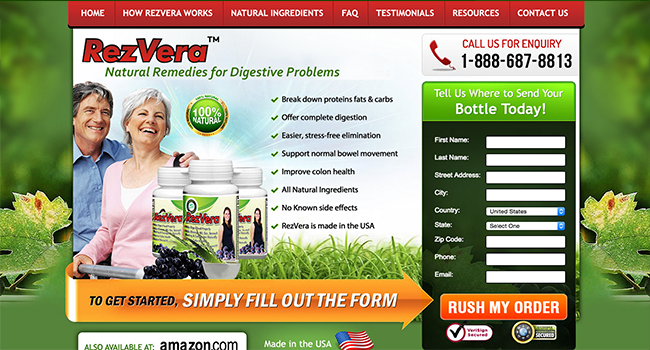 HOME
HOW REZVERA WORKS
NATURAL INGREDIENTS
FAQ
TESTIMONIALS
RESOURCES
CONTACT US
RezVera™
Natural Remedies for Digestive Problems
CALL US FOR ENQUIRY
1-888-687-8813
100%
NATURAL
Break down proteins fats & carbs
Offer complete digestion
Easier, stress-free elimination
Support normal bowel movement
Improve colon health
All Natural Ingredients
No Known side effects
RezVera is made in the USA
RezVera
Tell Us Where to Send Your
Bottle Today!
First Name:
Last Name:
Street Address:
City:
Country: United States
State: Select One
Zip Code:
Phone:
Email:
TO GET STARTED, SIMPLY FILL OUT THE FORM
RUSH MY ORDER
VeriSign
Secured
SECURED
ALSO AVAILABLE AT: amazon.com
Made in the USA